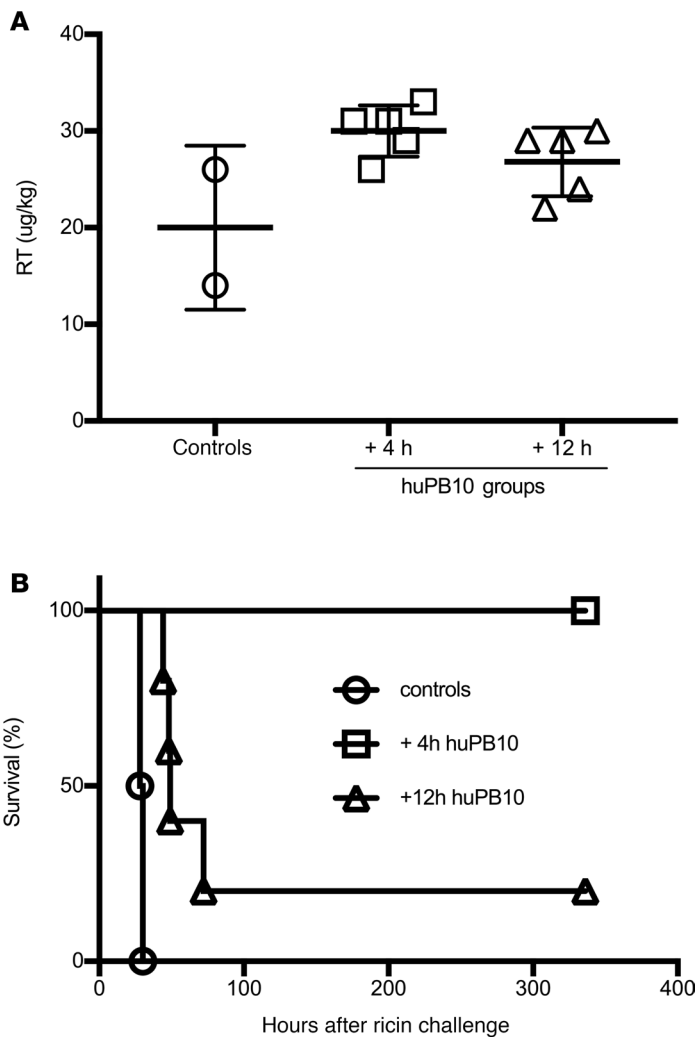 A
RT (ug/kg)
40
30
20
10
0
Controls + 4 h + 12 h
huPB10 groups
B
Survival (%)
100
50
0
controls
+ 4h huPB10
+12h huPB10
0 100 200 300 400
Hours after ricin challenge